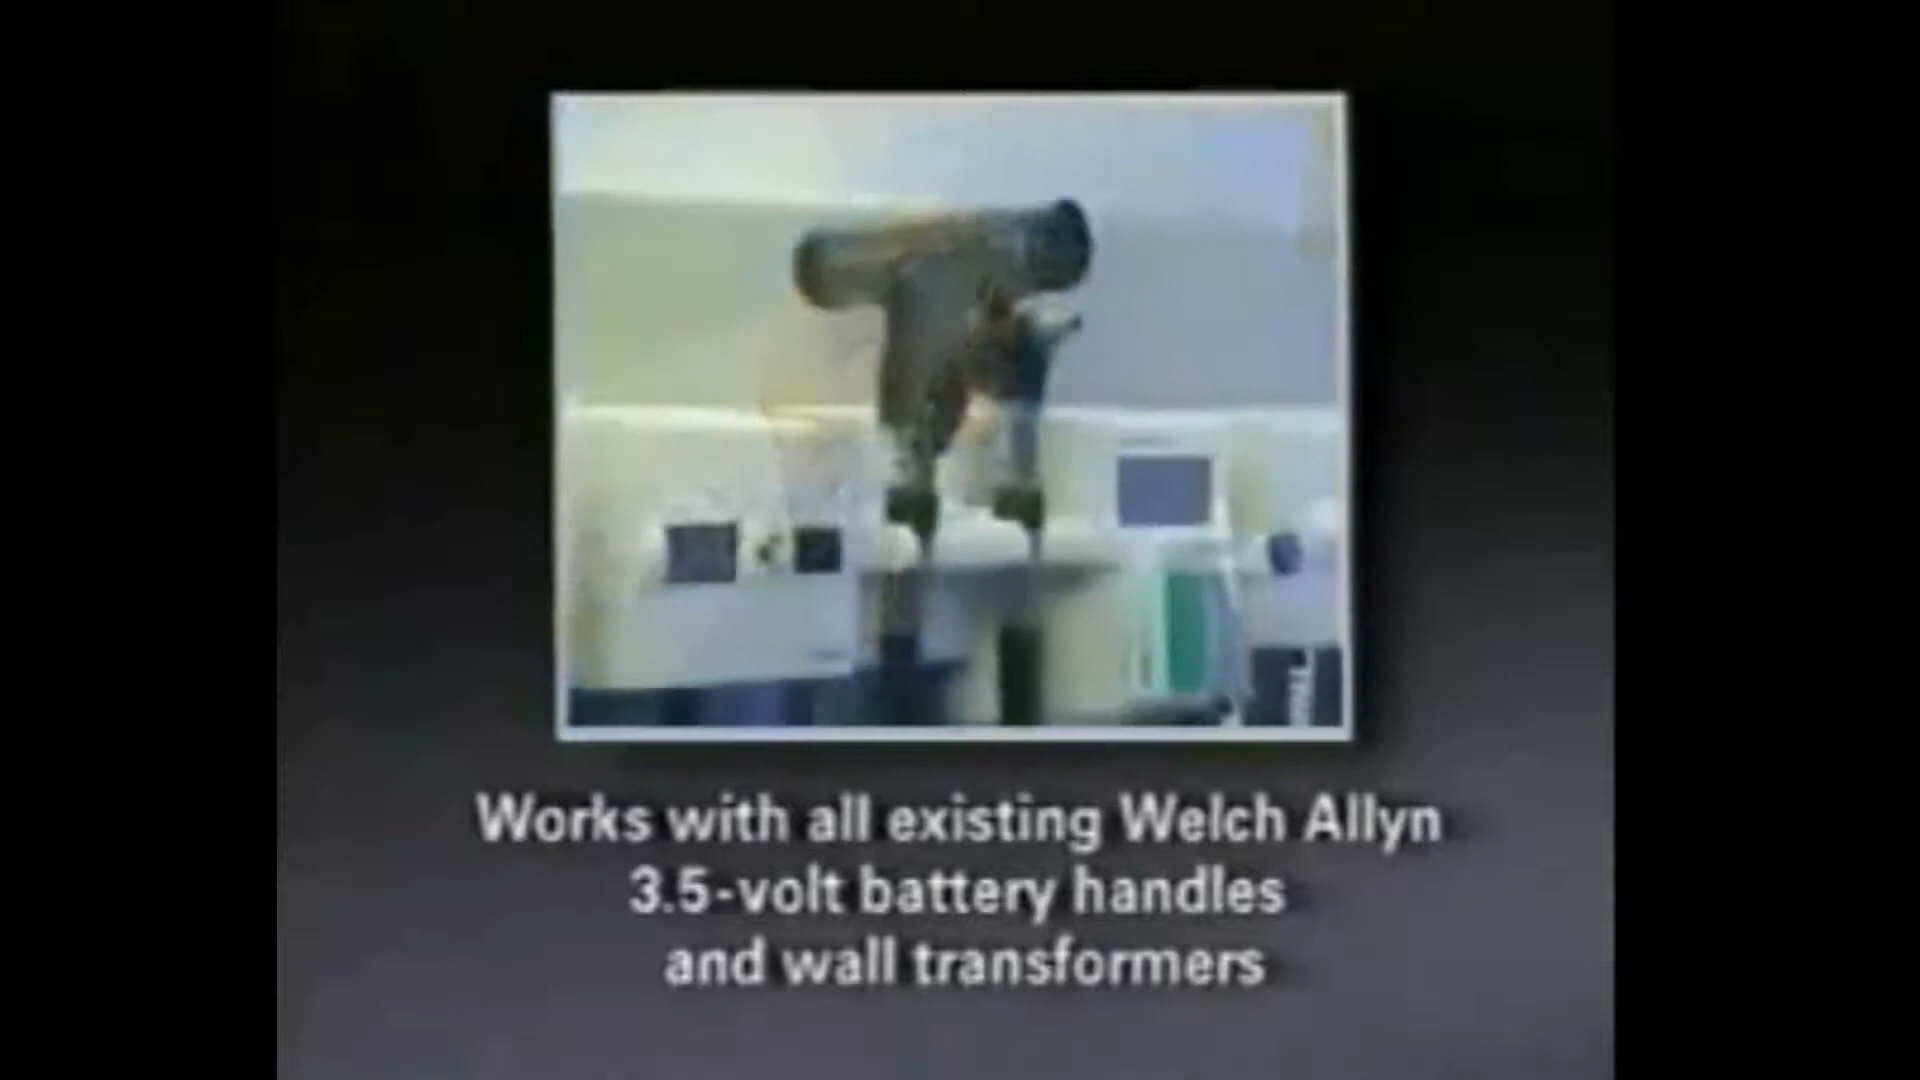 Works with all existing Welch Allyn
3.5-volt battery handles
and wall transformers